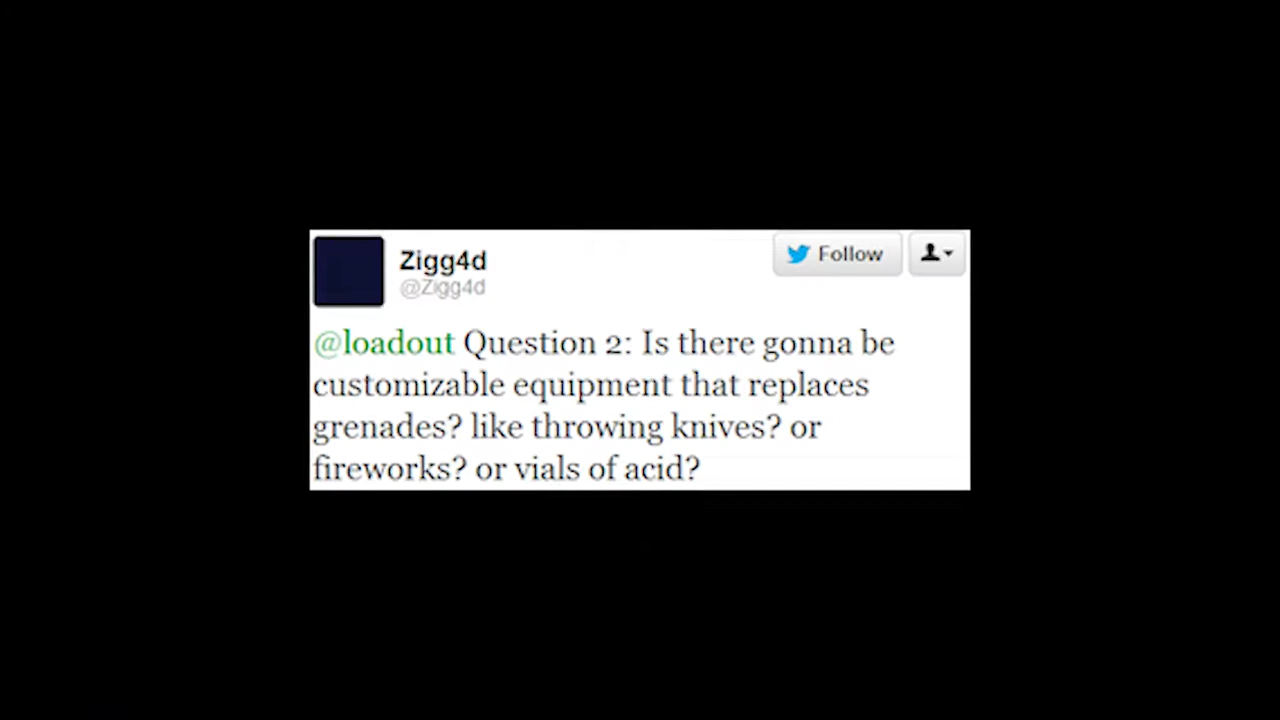 Zigg4d
@Zigg4d
Follow
@loadout Question 2: Is there gonna be
customizable equipment that replaces
grenades? like throwing knives? or
fireworks? or vials of acid?